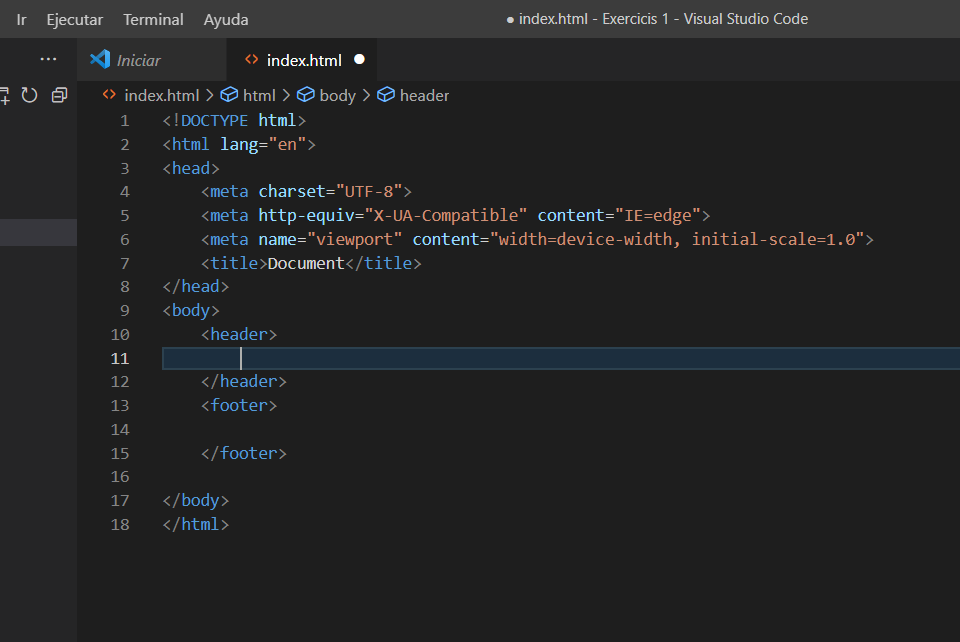 Ir Ejecutar Terminal Ayuda ● index.html - Exercicis 1 - Visual Studio Code
··· Iniciar <> index.html ●
<> index.html > html > body > header
1 <!DOCTYPE html>
2 <html lang="en">
3 <head>
4     <meta charset="UTF-8">
5     <meta http-equiv="X-UA-Compatible" content="IE=edge">
6     <meta name="viewport" content="width=device-width, initial-scale=1.0">
7     <title>Document</title>
8 </head>
9 <body>
10     <header>
11
12     </header>
13     <footer>
14
15     </footer>
16
17 </body>
18 </html>